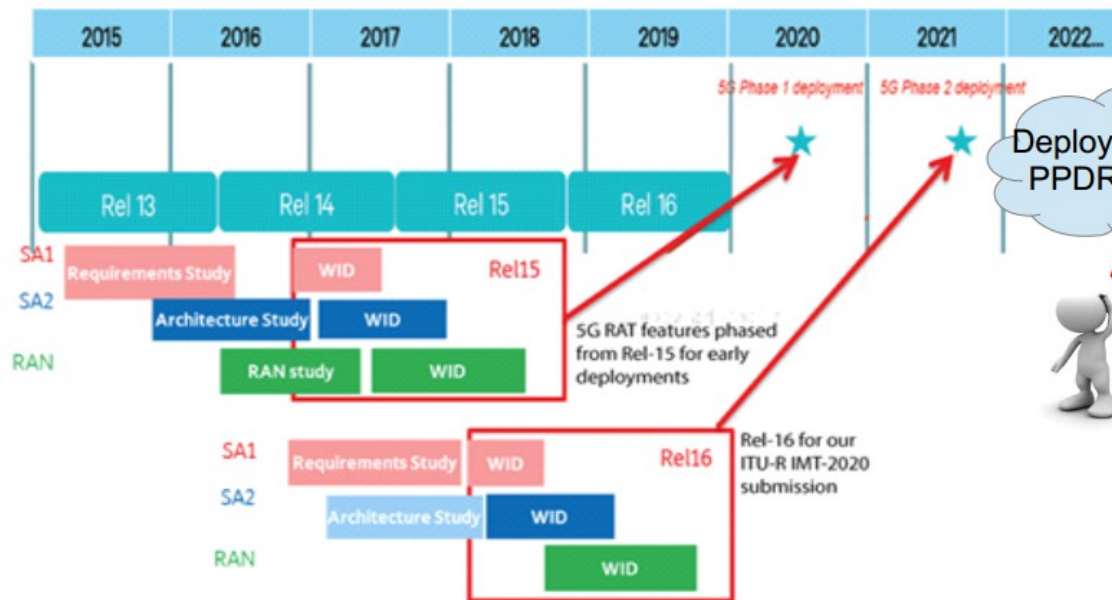 2015 2016 2017 2018 2019 2020 2021 2022...
5G Phase 1 deployment 5G Phase 2 deployment
Deploy
PPDR
Rel 13 Rel 14 Rel 15 Rel 16
SA1 Requirements Study WID Rel15
SA2 Architecture Study WID
RAN RAN study WID
5G RAT features phased
from Rel-15 for early
deployments
SA1 Requirements Study WID Rel16
SA2 Architecture Study WID
RAN WID
Rel-16 for our
ITU-R IMT-2020
submission